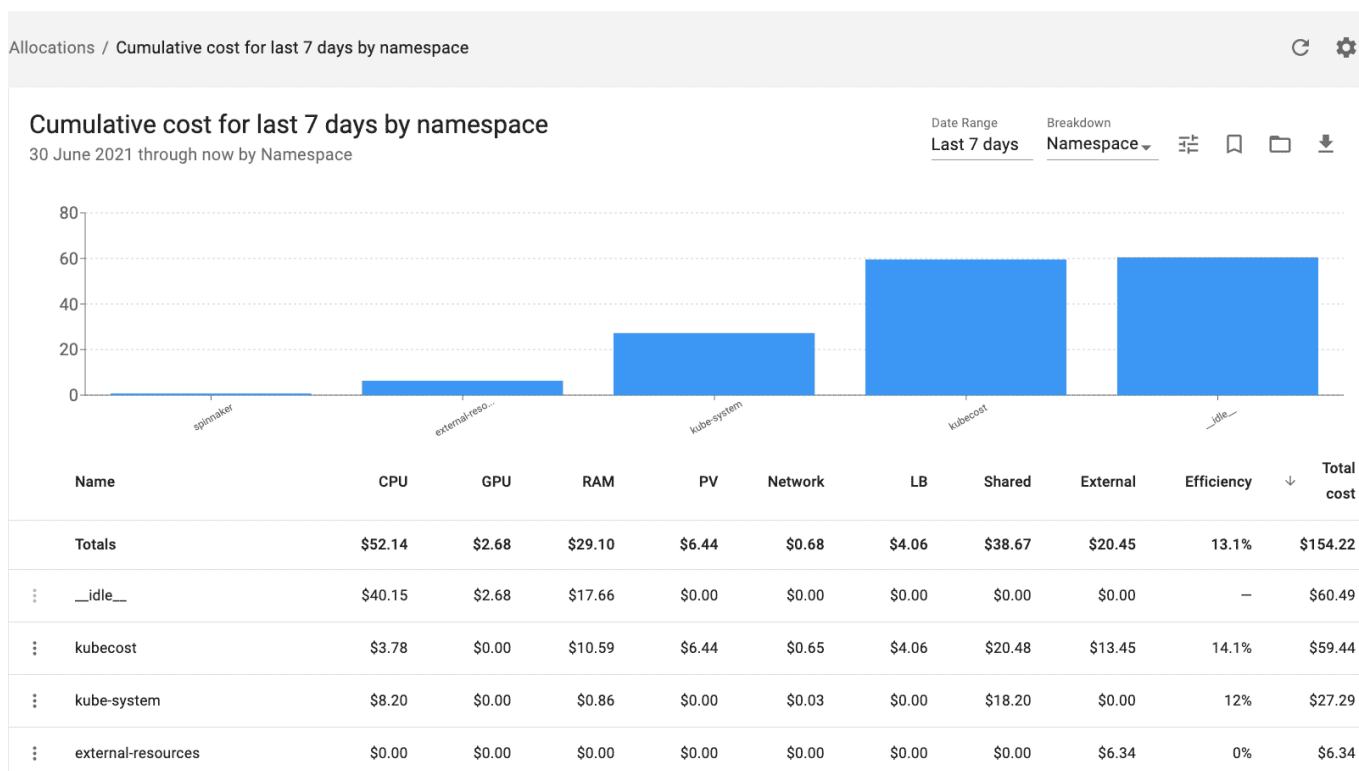 Allocations / Cumulative cost for last 7 days by namespace
Cumulative cost for last 7 days by namespace
30 June 2021 through now by Namespace
Date Range
Last 7 days
Breakdown
Namespace
80
60
40
20
0
spinnaker
external-reso...
kube-system
kubecost
__idle__
Name CPU GPU RAM PV Network LB Shared External Efficiency Total cost
Totals $52.14 $2.68 $29.10 $6.44 $0.68 $4.06 $38.67 $20.45 13.1% $154.22
__idle__ $40.15 $2.68 $17.66 $0.00 $0.00 $0.00 $0.00 $0.00 — $60.49
kubecost $3.78 $0.00 $10.59 $6.44 $0.65 $4.06 $20.48 $13.45 14.1% $59.44
kube-system $8.20 $0.00 $0.86 $0.00 $0.03 $0.00 $18.20 $0.00 12% $27.29
external-resources $0.00 $0.00 $0.00 $0.00 $0.00 $0.00 $0.00 $6.34 0% $6.34